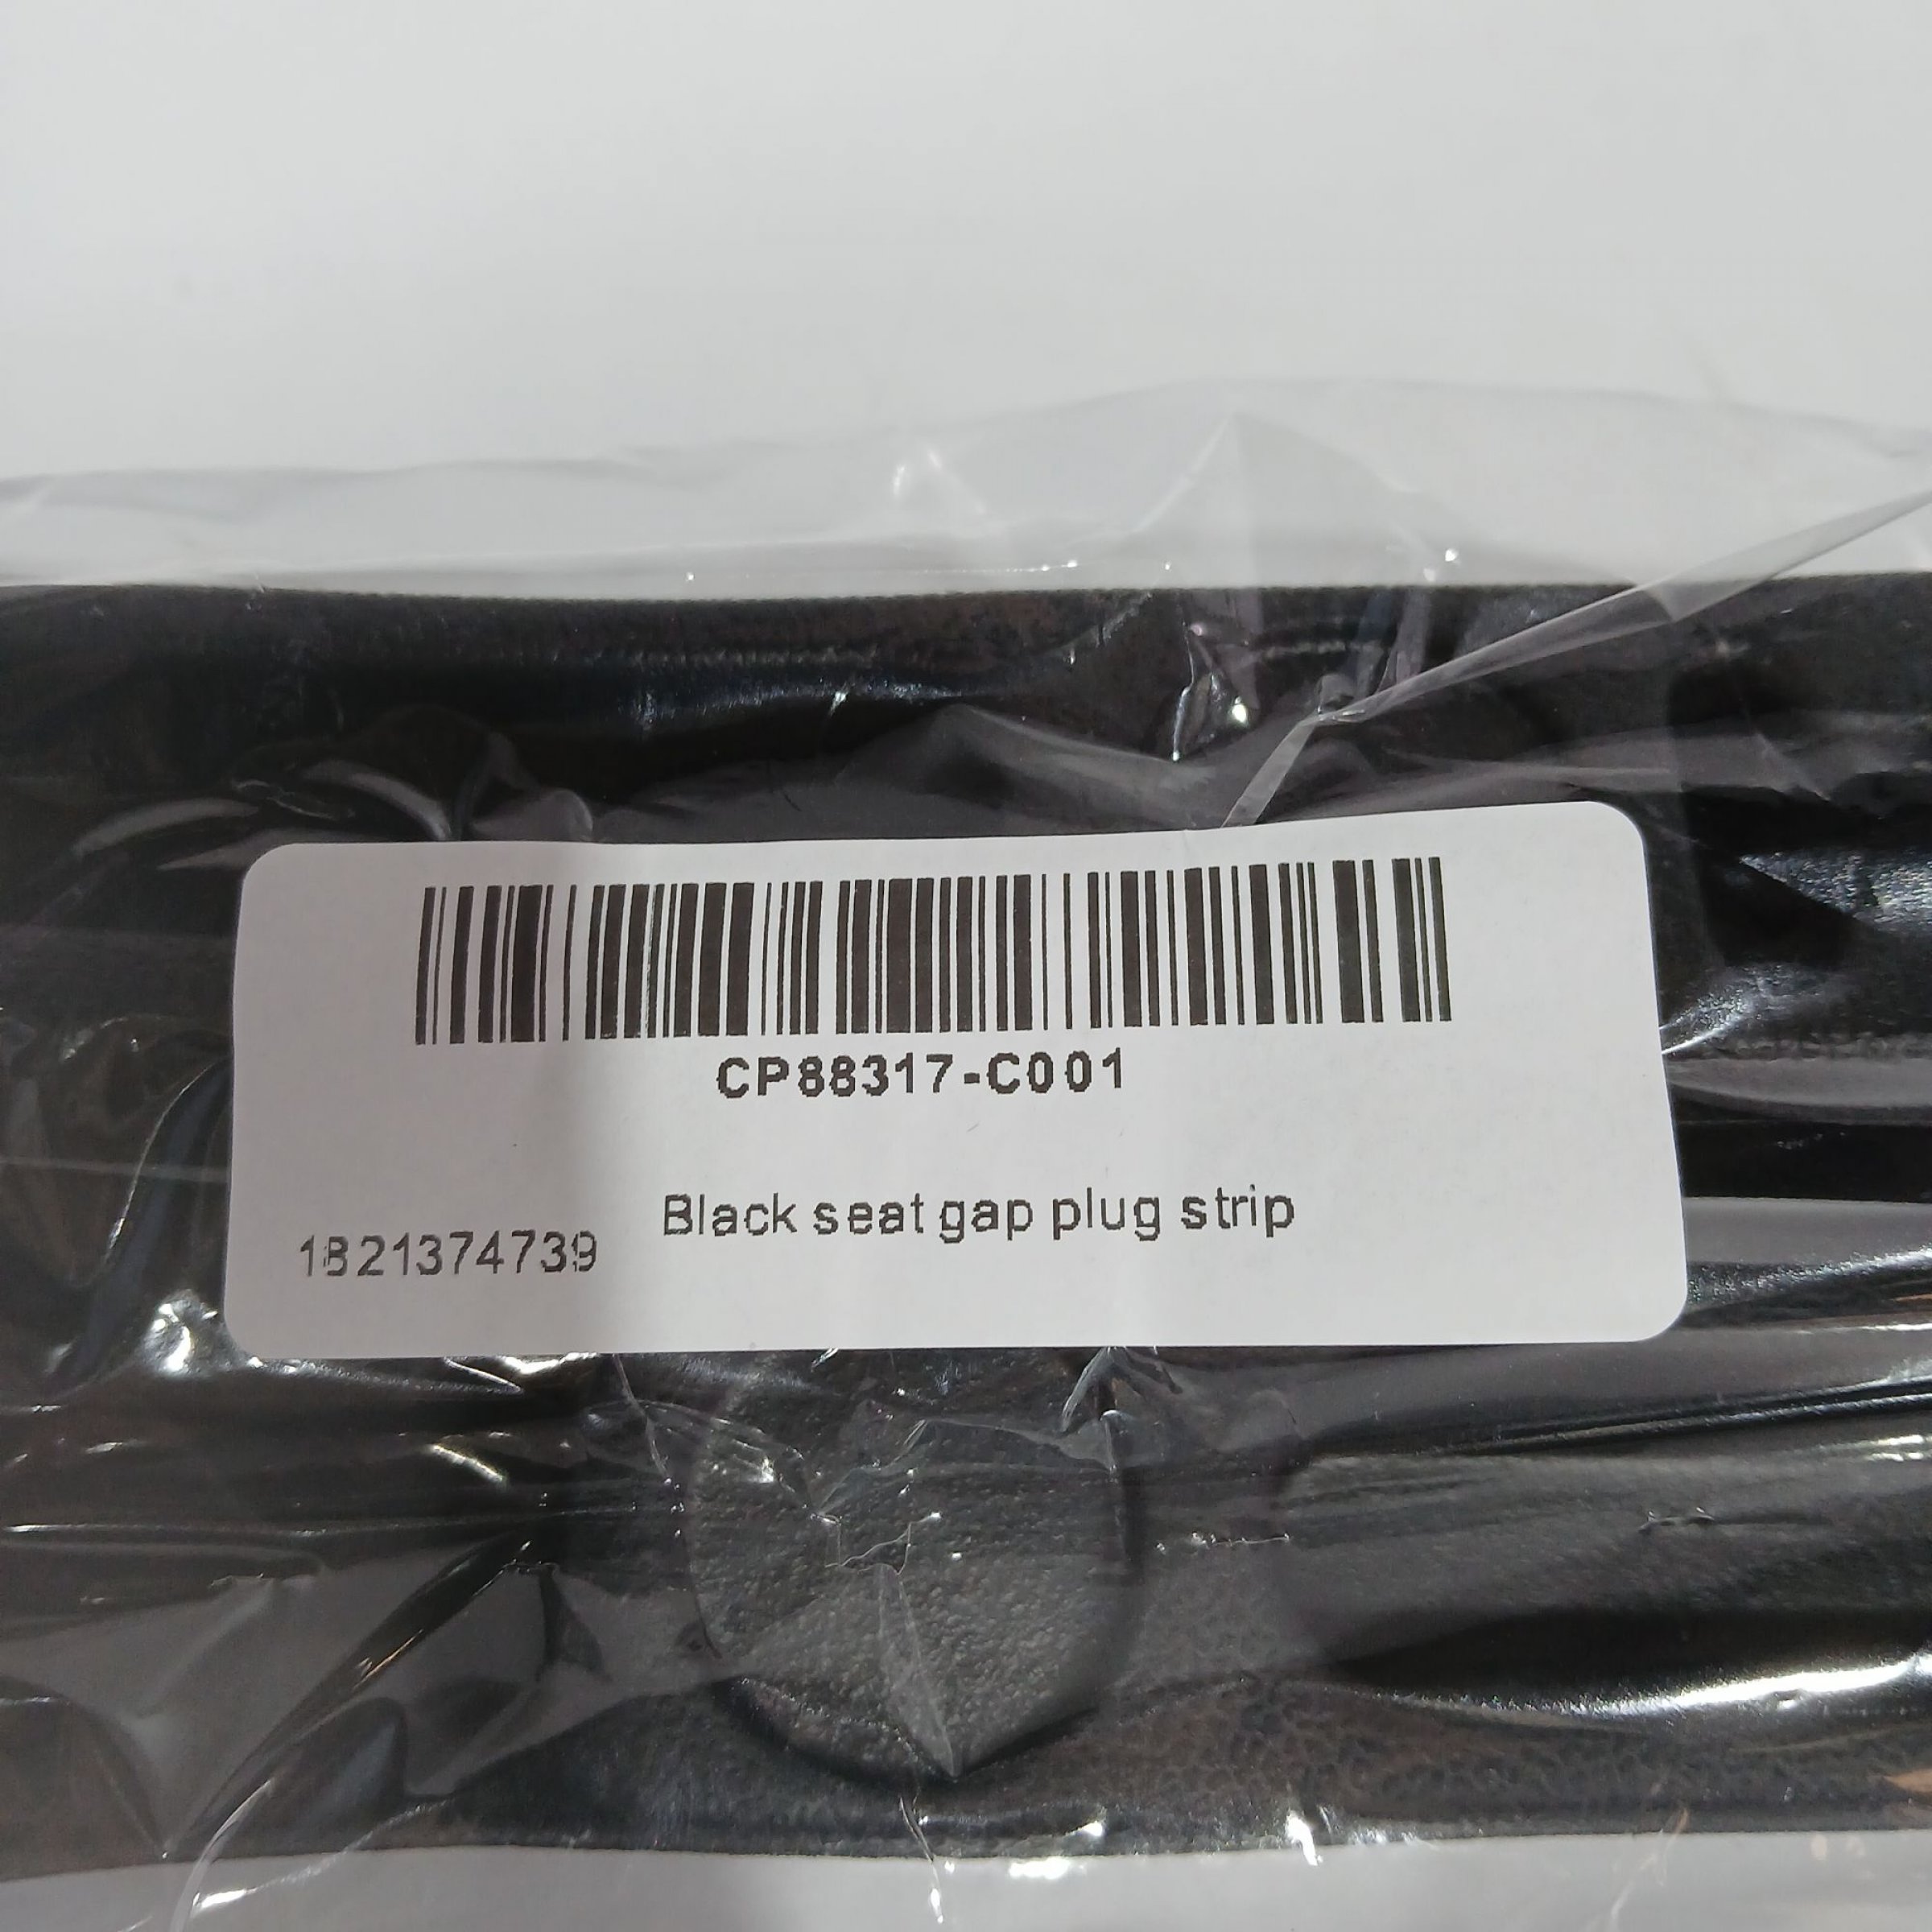 CP88317-C001
Black seat gap plug strip
1821374739